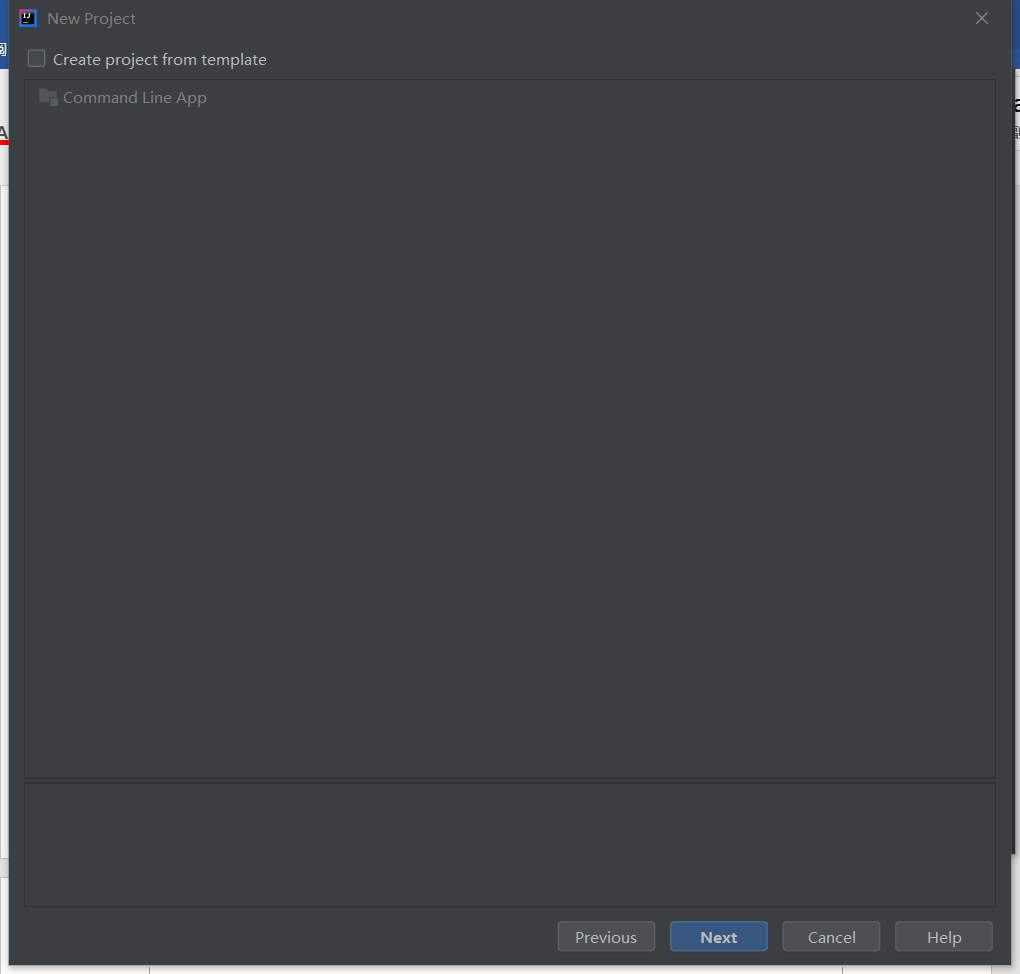 New Project
Create project from template
Command Line App
Previous
Next
Cancel
Help